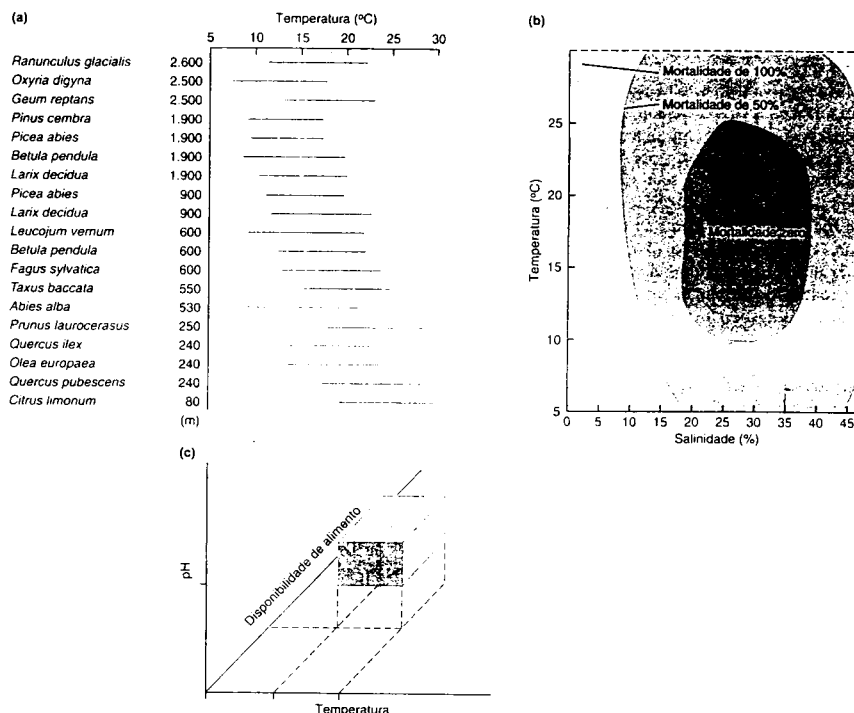 (a)
Temperatura (ºC)
5 10 15 20 25 30
Ranunculus glacialis 2.600
Oxyria digyna 2.500
Geum reptans 2.500
Pinus cembra 1.900
Picea abies 1.900
Betula pendula 1.900
Larix decidua 1.900
Picea abies 900
Larix decidua 900
Leucojum vernum 600
Betula pendula 600
Fagus sylvatica 600
Taxus baccata 550
Abies alba 530
Prunus laurocerasus 250
Quercus ilex 240
Olea europaea 240
Quercus pubescens 240
Citrus limonum 80
(m)
(b)
Mortalidade de 100%
Mortalidade de 50%
Mortalidade zero
Temperatura (ºC)
25
20
15
10
5
0 5 10 15 20 25 30 35 40 45
Salinidade (%)
(c)
pH
Disponibilidade de alimento
Temperatura